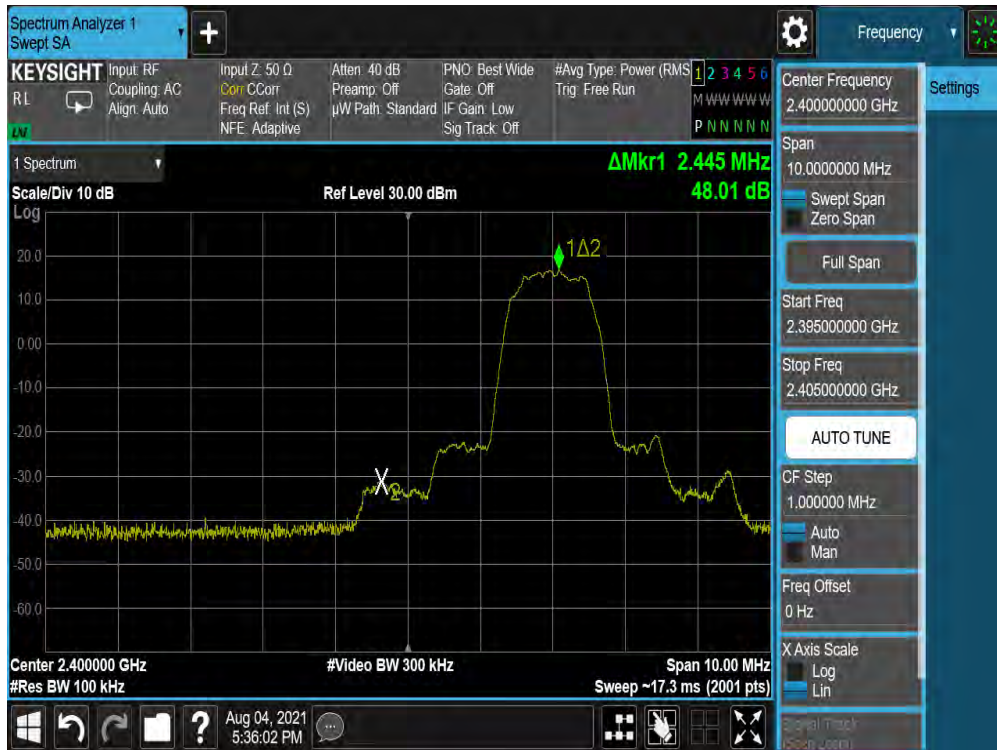 Spectrum Analyzer 1
Swept SA
+
Frequency
KEYSIGHT
R L
Input: RF
Coupling: AC
Align: Auto
Input Z: 50 Ω
Corr CCorr
Freq Ref: Int (S)
NFE: Adaptive
Atten: 40 dB
Preamp: Off
µW Path: Standard
PNO: Best Wide
Gate: Off
IF Gain: Low
Sig Track: Off
#Avg Type: Power (RMS
Trig: Free Run
1 2 3 4 5 6
M W W W W W
P N N N N N
Center Frequency
2.400000000 GHz
Settings
Span
10.0000000 MHz
Swept Span
Zero Span
Full Span
Start Freq
2.395000000 GHz
Stop Freq
2.405000000 GHz
AUTO TUNE
CF Step
1.000000 MHz
Auto
Man
Freq Offset
0 Hz
X Axis Scale
Log
Lin
1 Spectrum
ΔMkr1 2.445 MHz
48.01 dB
Scale/Div 10 dB
Ref Level 30.00 dBm
Log
1Δ2
20.0
10.0
0.00
-10.0
-20.0
-30.0
2
-40.0
-50.0
-60.0
Center 2.400000 GHz
#Video BW 300 kHz
Span 10.00 MHz
#Res BW 100 kHz
Sweep ~17.3 ms (2001 pts)
?
Aug 04, 2021
5:36:02 PM